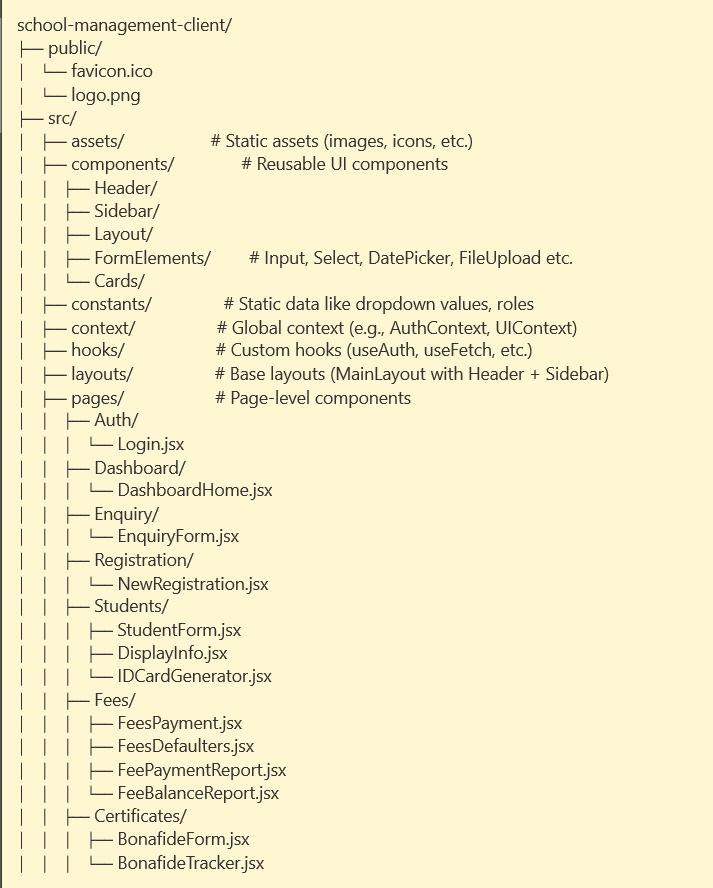 school-management-client/
├── public/
│   └── favicon.ico
│   └── logo.png
├── src/
│   ├── assets/                    # Static assets (images, icons, etc.)
│   ├── components/                # Reusable UI components
│   │   ├── Header/
│   │   ├── Sidebar/
│   │   ├── Layout/
│   │   ├── FormElements/        # Input, Select, DatePicker, FileUpload etc.
│   │   └── Cards/
│   ├── constants/                 # Static data like dropdown values, roles
│   ├── context/                   # Global context (e.g., AuthContext, UIContext)
│   ├── hooks/                     # Custom hooks (useAuth, useFetch, etc.)
│   ├── layouts/                   # Base layouts (MainLayout with Header + Sidebar)
│   ├── pages/                     # Page-level components
│   │   ├── Auth/
│   │   │   └── Login.jsx
│   │   ├── Dashboard/
│   │   │   └── DashboardHome.jsx
│   │   ├── Enquiry/
│   │   │   └── EnquiryForm.jsx
│   │   ├── Registration/
│   │   │   └── NewRegistration.jsx
│   │   ├── Students/
│   │   │   ├── StudentForm.jsx
│   │   │   ├── DisplayInfo.jsx
│   │   │   └── IDCardGenerator.jsx
│   │   ├── Fees/
│   │   │   ├── FeesPayment.jsx
│   │   │   ├── FeesDefaulters.jsx
│   │   │   ├── FeePaymentReport.jsx
│   │   │   └── FeeBalanceReport.jsx
│   │   ├── Certificates/
│   │   │   ├── BonafideForm.jsx
│   │   │   └── BonafideTracker.jsx